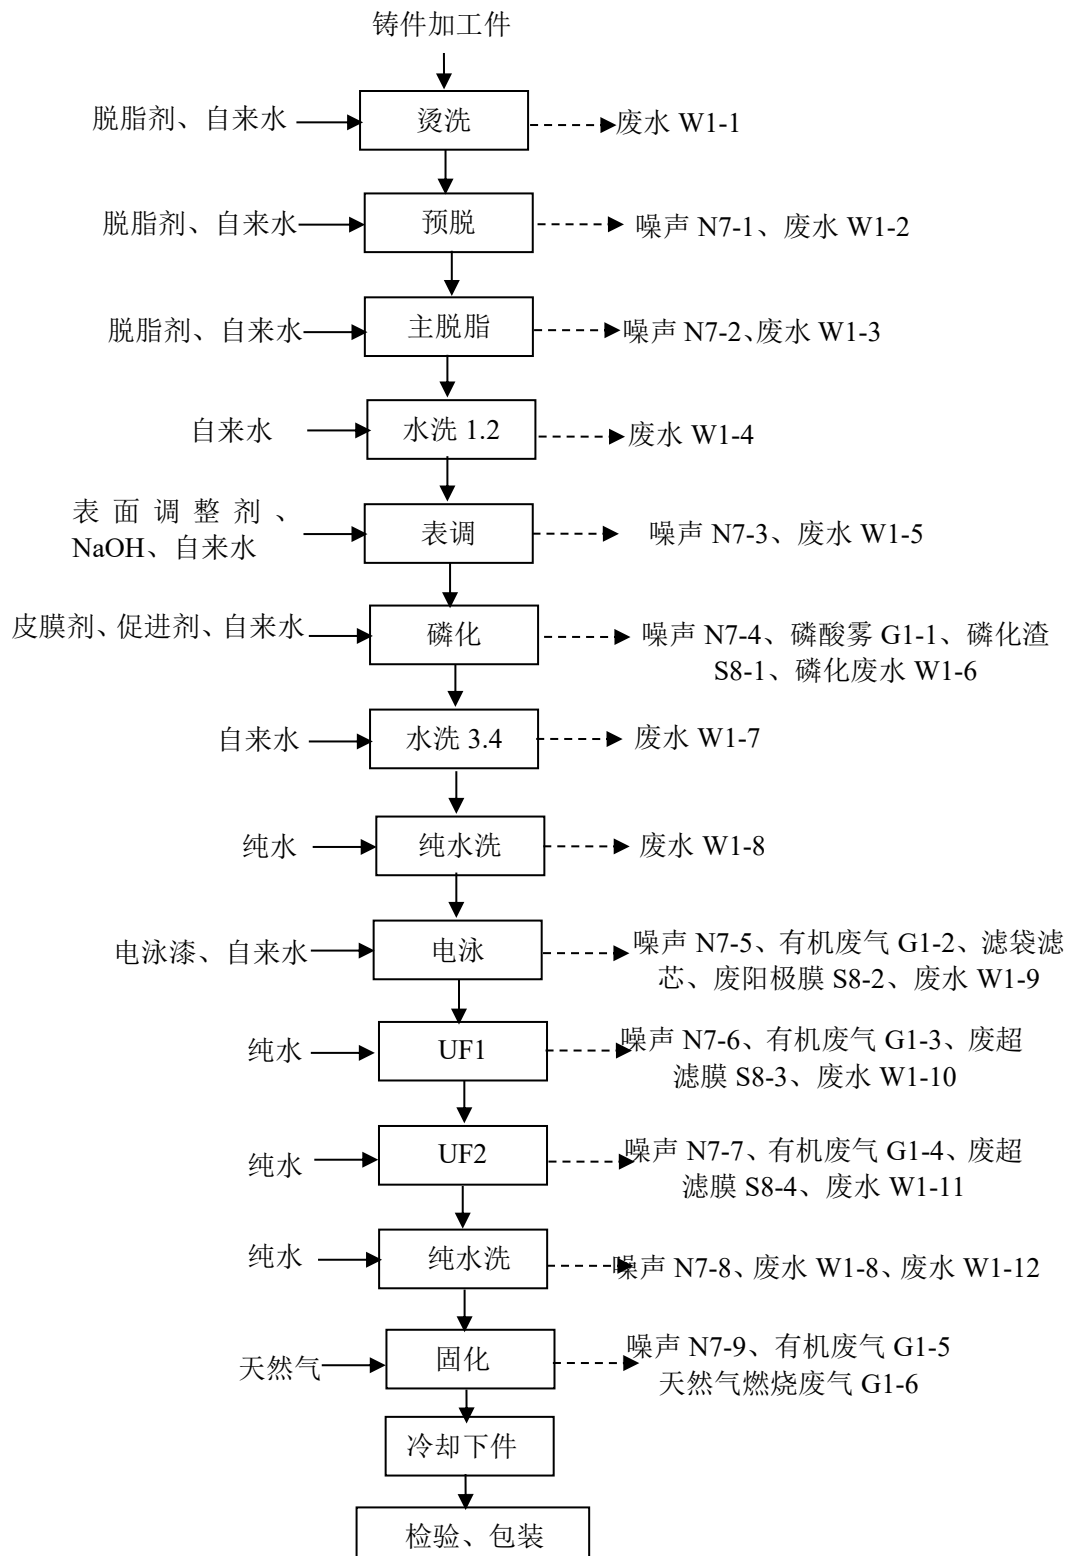 铸件加工件
脱脂剂、自来水
烫洗
废水 W1-1
脱脂剂、自来水
预脱
噪声 N7-1、废水 W1-2
脱脂剂、自来水
主脱脂
噪声 N7-2、废水 W1-3
自来水
水洗 1.2
废水 W1-4
表面调整剂、
NaOH、自来水
表调
噪声 N7-3、废水 W1-5
皮膜剂、促进剂、自来水
磷化
噪声 N7-4、磷酸雾 G1-1、磷化渣
S8-1、磷化废水 W1-6
自来水
水洗 3.4
废水 W1-7
纯水
纯水洗
废水 W1-8
电泳漆、自来水
电泳
噪声 N7-5、有机废气 G1-2、滤袋滤
芯、废阳极膜 S8-2、废水 W1-9
纯水
UF1
噪声 N7-6、有机废气 G1-3、废超
滤膜 S8-3、废水 W1-10
纯水
UF2
噪声 N7-7、有机废气 G1-4、废超
滤膜 S8-4、废水 W1-11
纯水
纯水洗
噪声 N7-8、废水 W1-8、废水 W1-12
天然气
固化
噪声 N7-9、有机废气 G1-5
天然气燃烧废气 G1-6
冷却下件
检验、包装